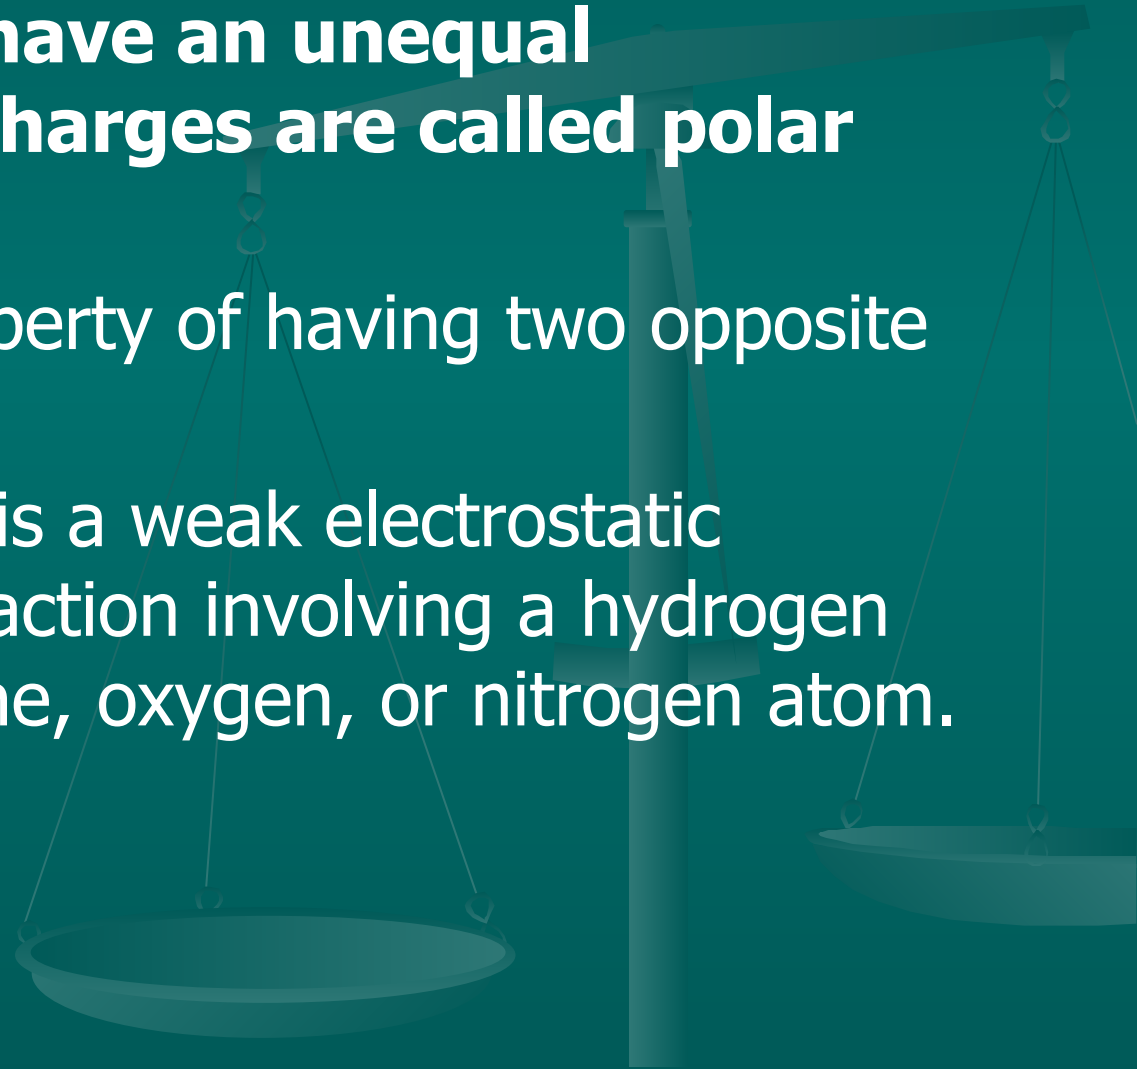 have an unequal
harges are called polar
perty of having two opposite
is a weak electrostatic
action involving a hydrogen
ne, oxygen, or nitrogen atom.